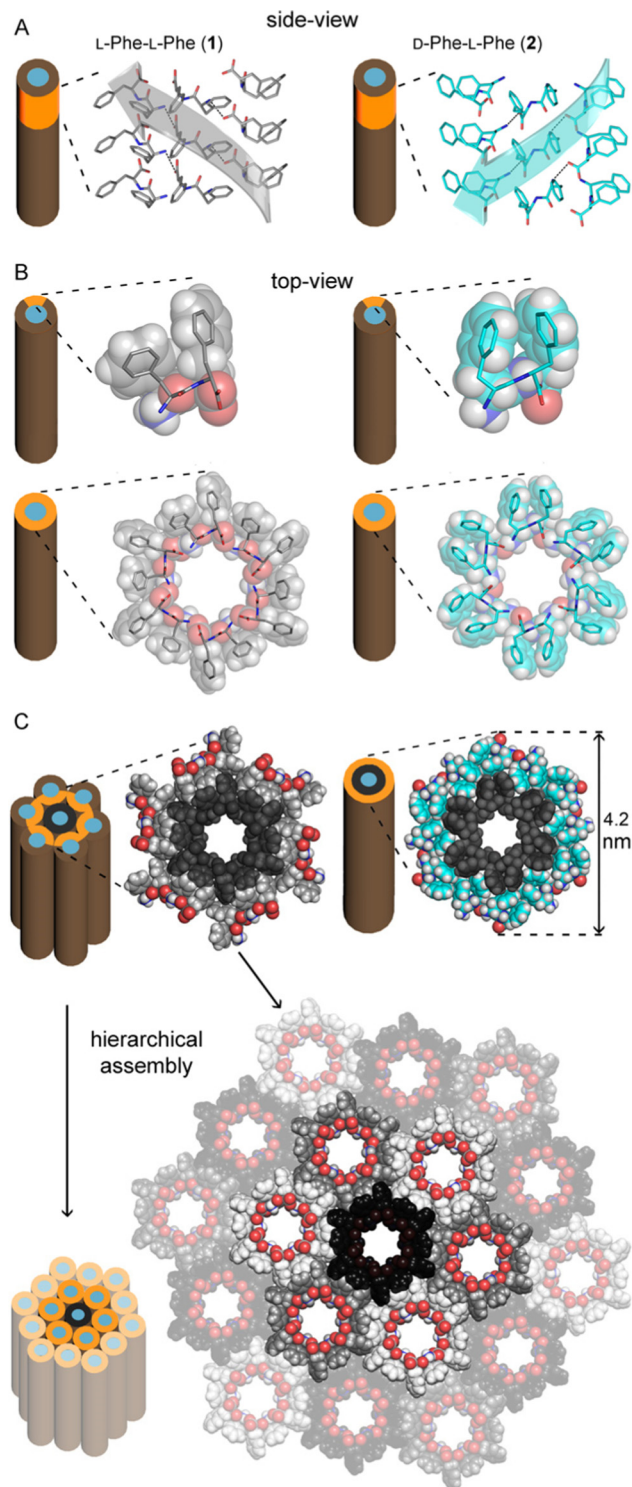 A
side-view
L-Phe-L-Phe (1)
D-Phe-L-Phe (2)
B
top-view
C
4.2
nm
hierarchical
assembly